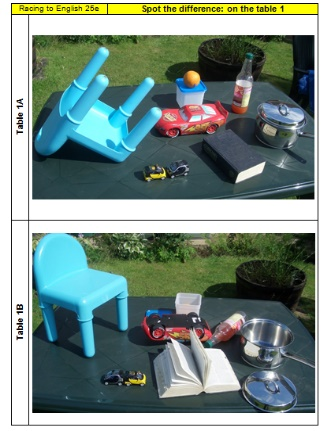 Racing to English 25e
Spot the difference: on the table 1
Table 1A
Table 1B